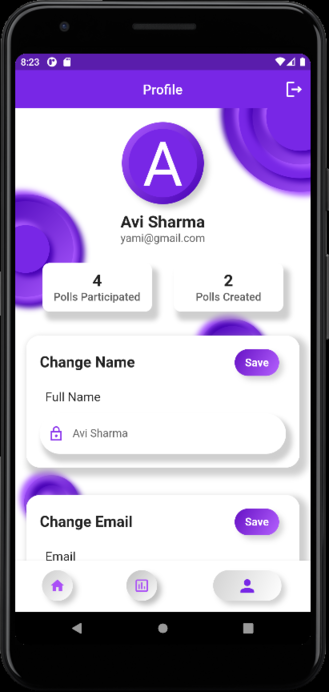 8:23
Profile
A
Avi Sharma
yami@gmail.com
4
Polls Participated
2
Polls Created
Change Name
Save
Full Name
Avi Sharma
Change Email
Save
Email